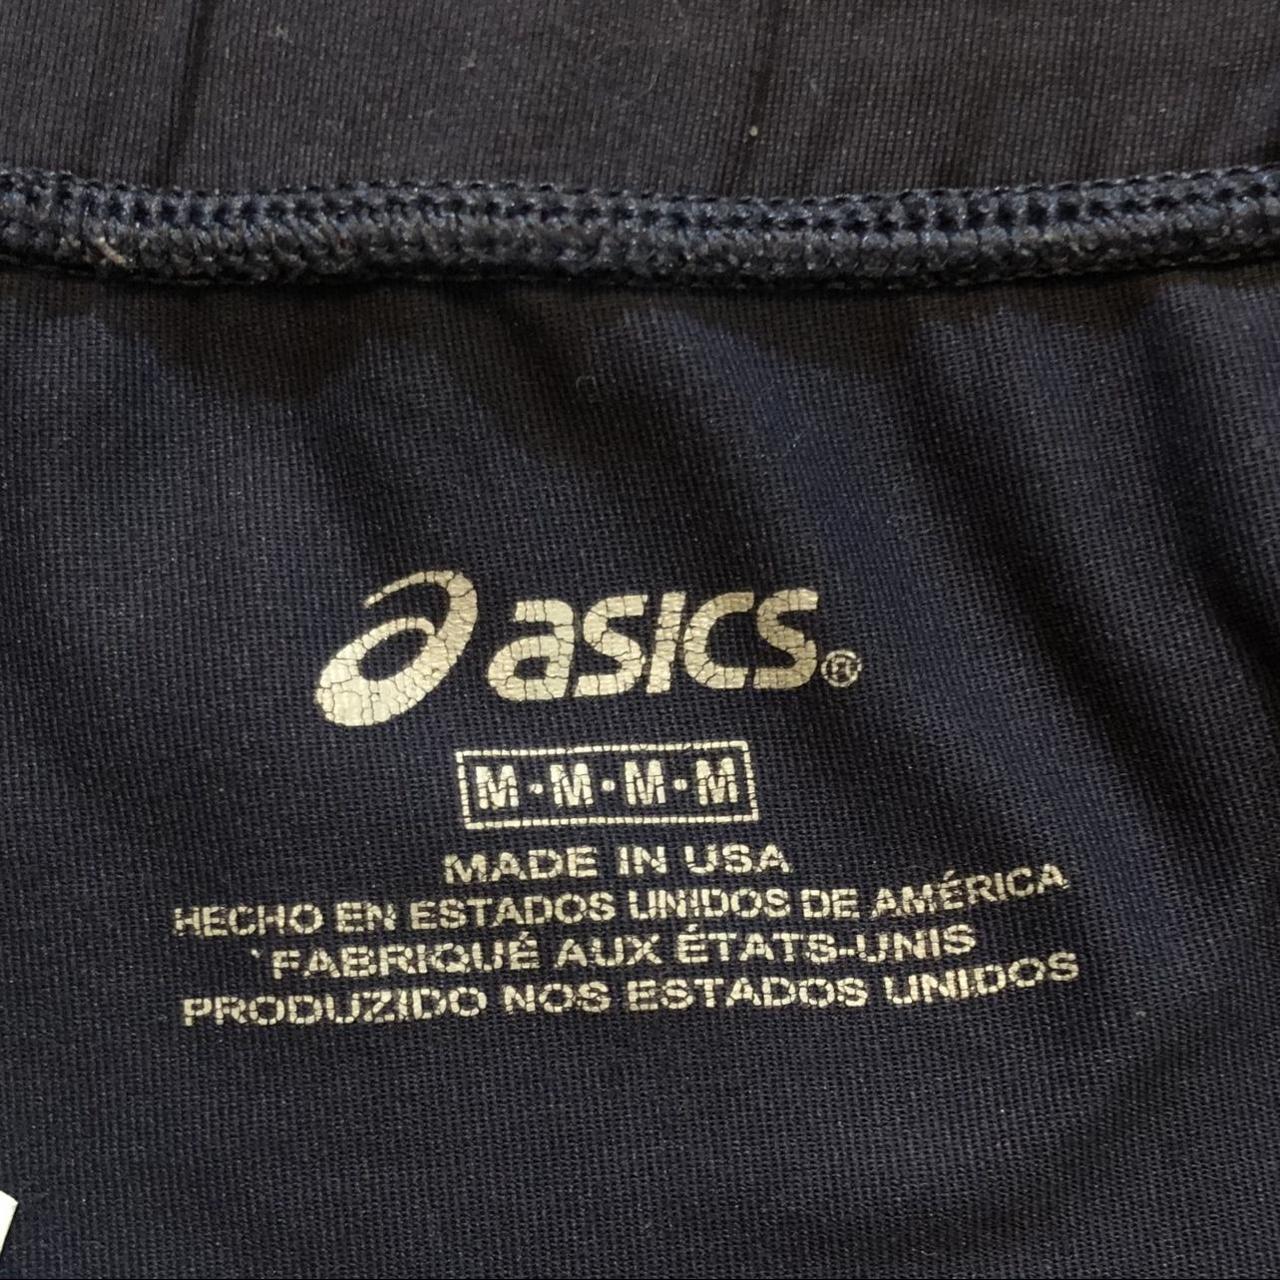 asics®
M·M·M·M
MADE IN USA
HECHO EN ESTADOS UNIDOS DE AMÉRICA
FABRIQUÉ AUX ÉTATS-UNIS
PRODUZIDO NOS ESTADOS UNIDOS